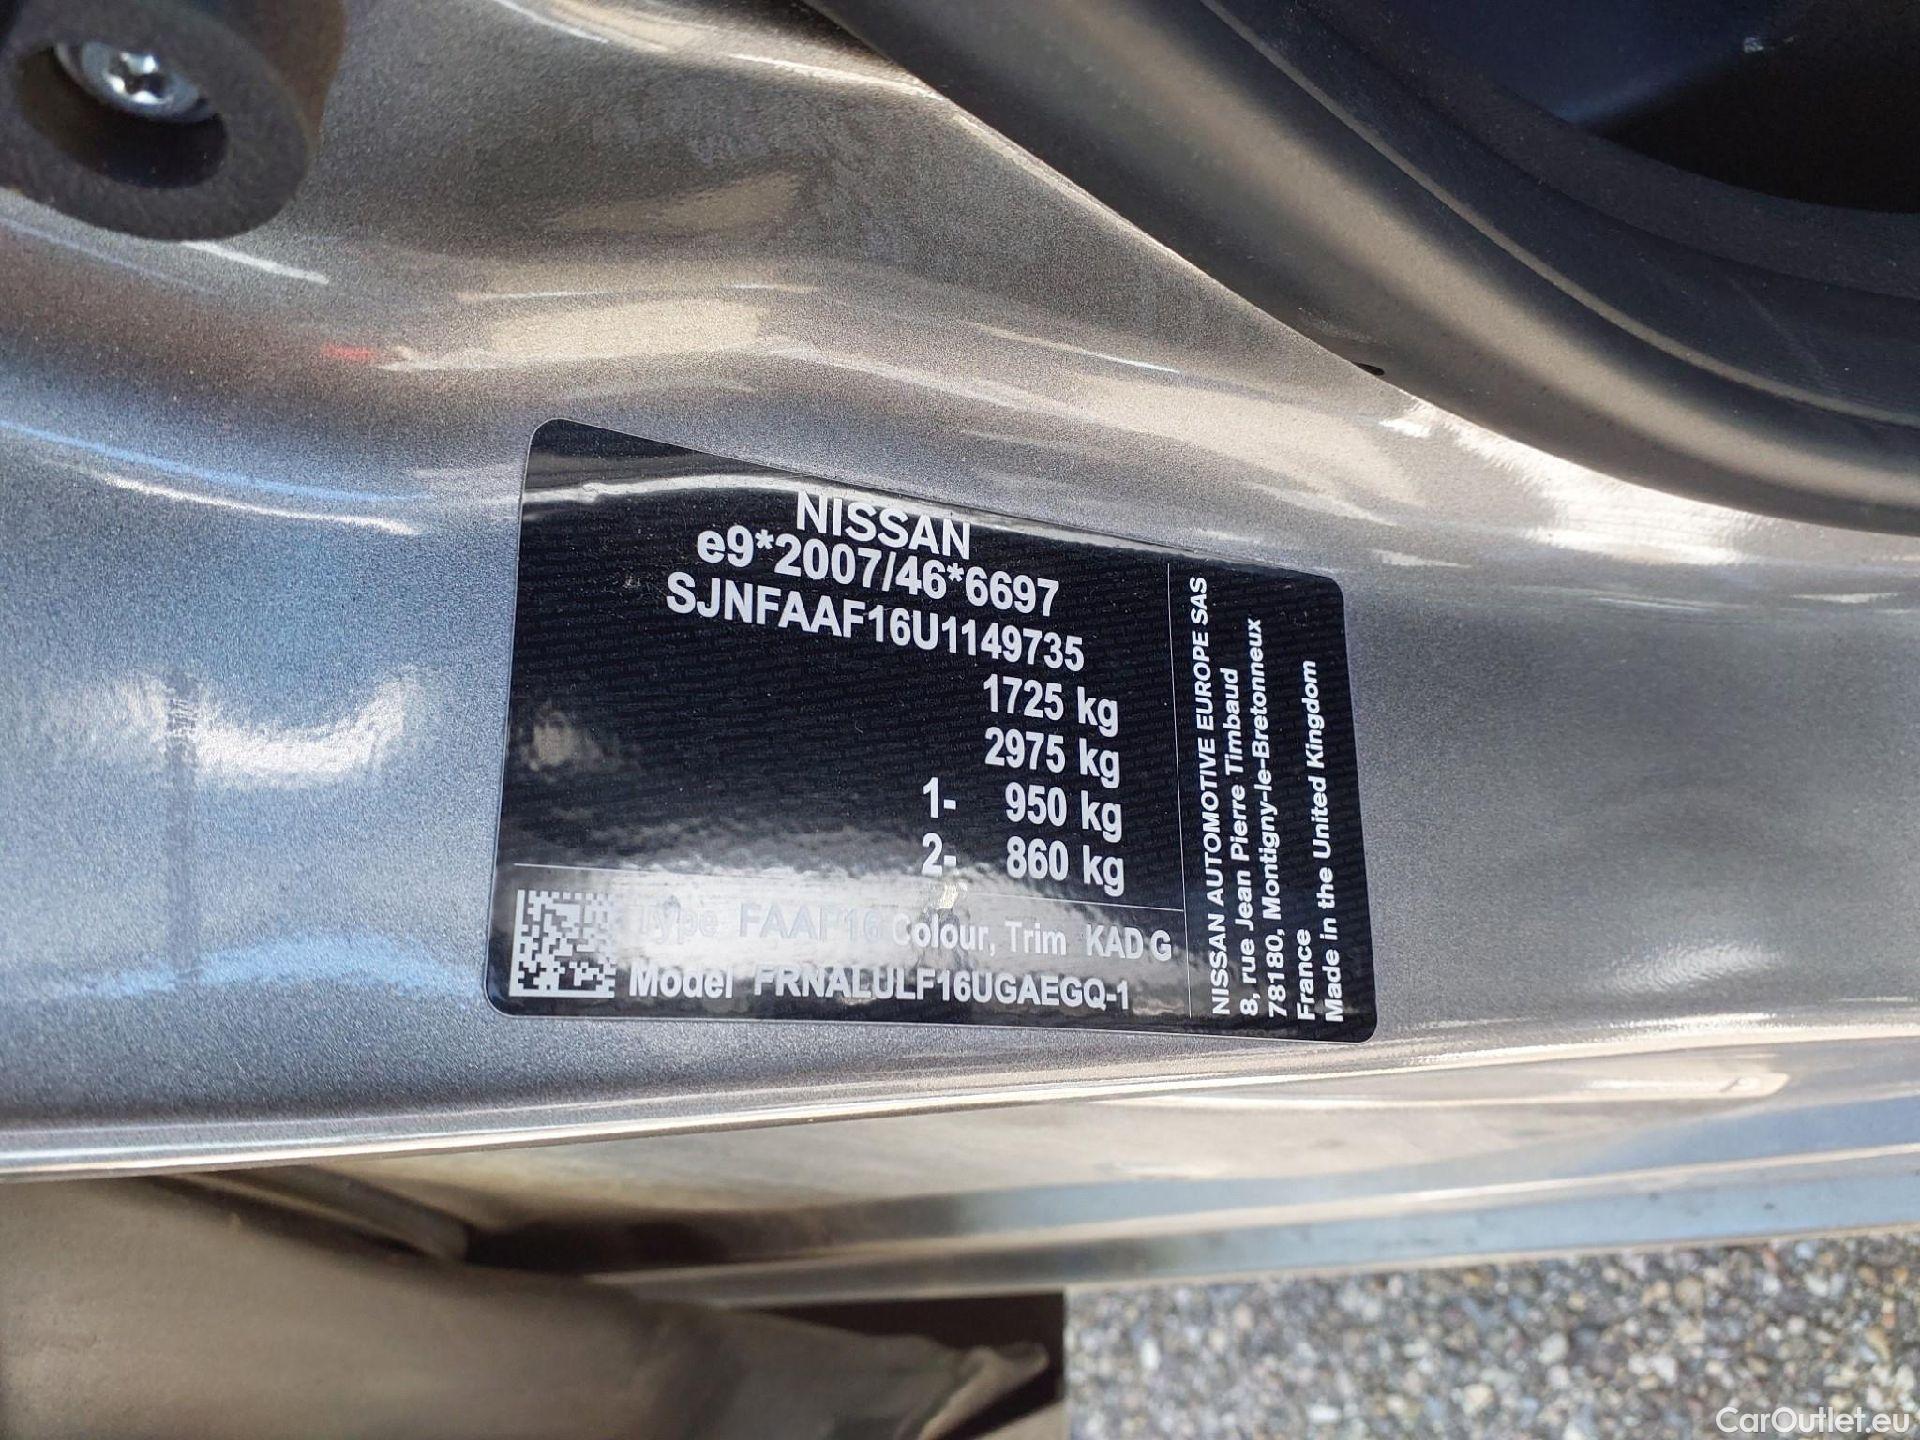 NISSAN
e9*2007/46*6697
SJNFAAF16U1149735
1725 kg
2975 kg
1- 950 kg
2- 860 kg
Type FAAF16 Colour, Trim KAD G
Model FRNALULF16UGAEGQ-1
NISSAN AUTOMOTIVE EUROPE SAS
8, rue Jean Pierre Timbaud
78180, Montigny-le-Bretonneux
France
Made in the United Kingdom
CarOutlet.eu